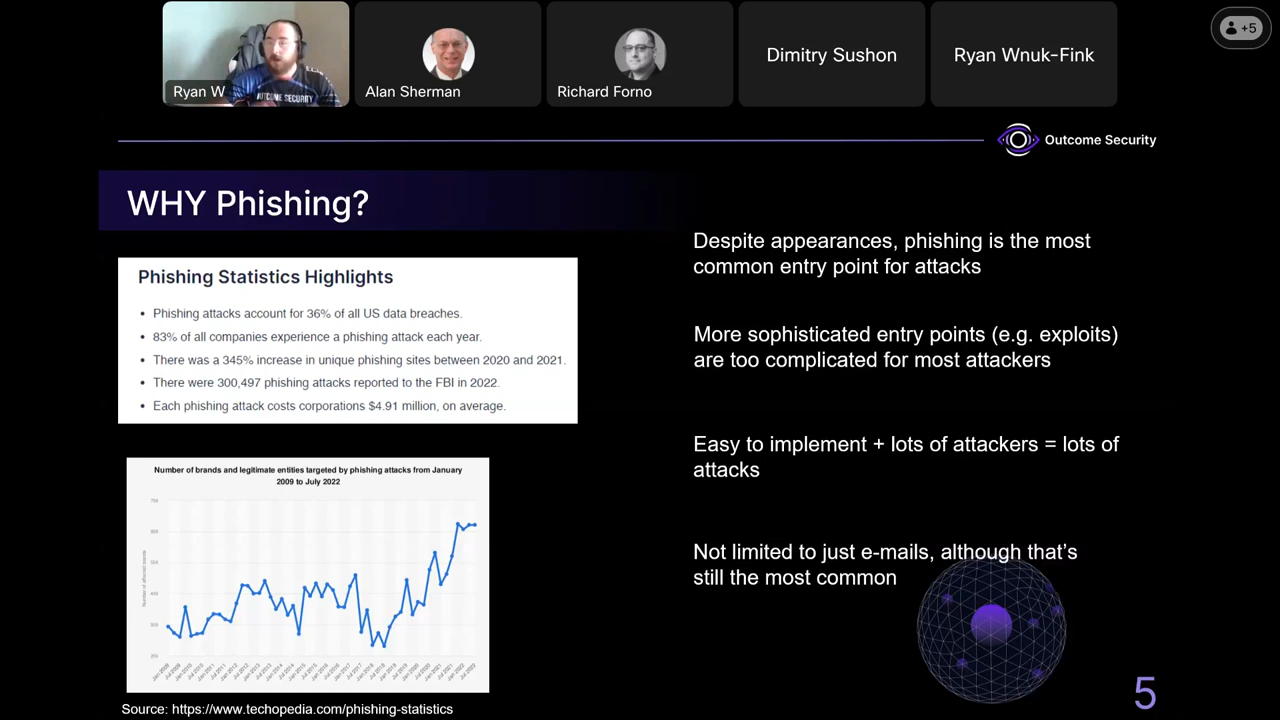 +5
Ryan W
OUTCOME SECURITY
Alan Sherman
Richard Forno
Dimitry Sushon
Ryan Wnuk-Fink
Outcome Security
WHY Phishing?
Phishing Statistics Highlights
• Phishing attacks account for 36% of all US data breaches.
• 83% of all companies experience a phishing attack each year.
• There was a 345% increase in unique phishing sites between 2020 and 2021.
• There were 300,497 phishing attacks reported to the FBI in 2022.
• Each phishing attack costs corporations $4.91 million, on average.
Number of brands and legitimate entities targeted by phishing attacks from January
2009 to July 2022
Source: https://www.techopedia.com/phishing-statistics
Despite appearances, phishing is the most
common entry point for attacks
More sophisticated entry points (e.g. exploits)
are too complicated for most attackers
Easy to implement + lots of attackers = lots of
attacks
Not limited to just e-mails, although that's
still the most common
5